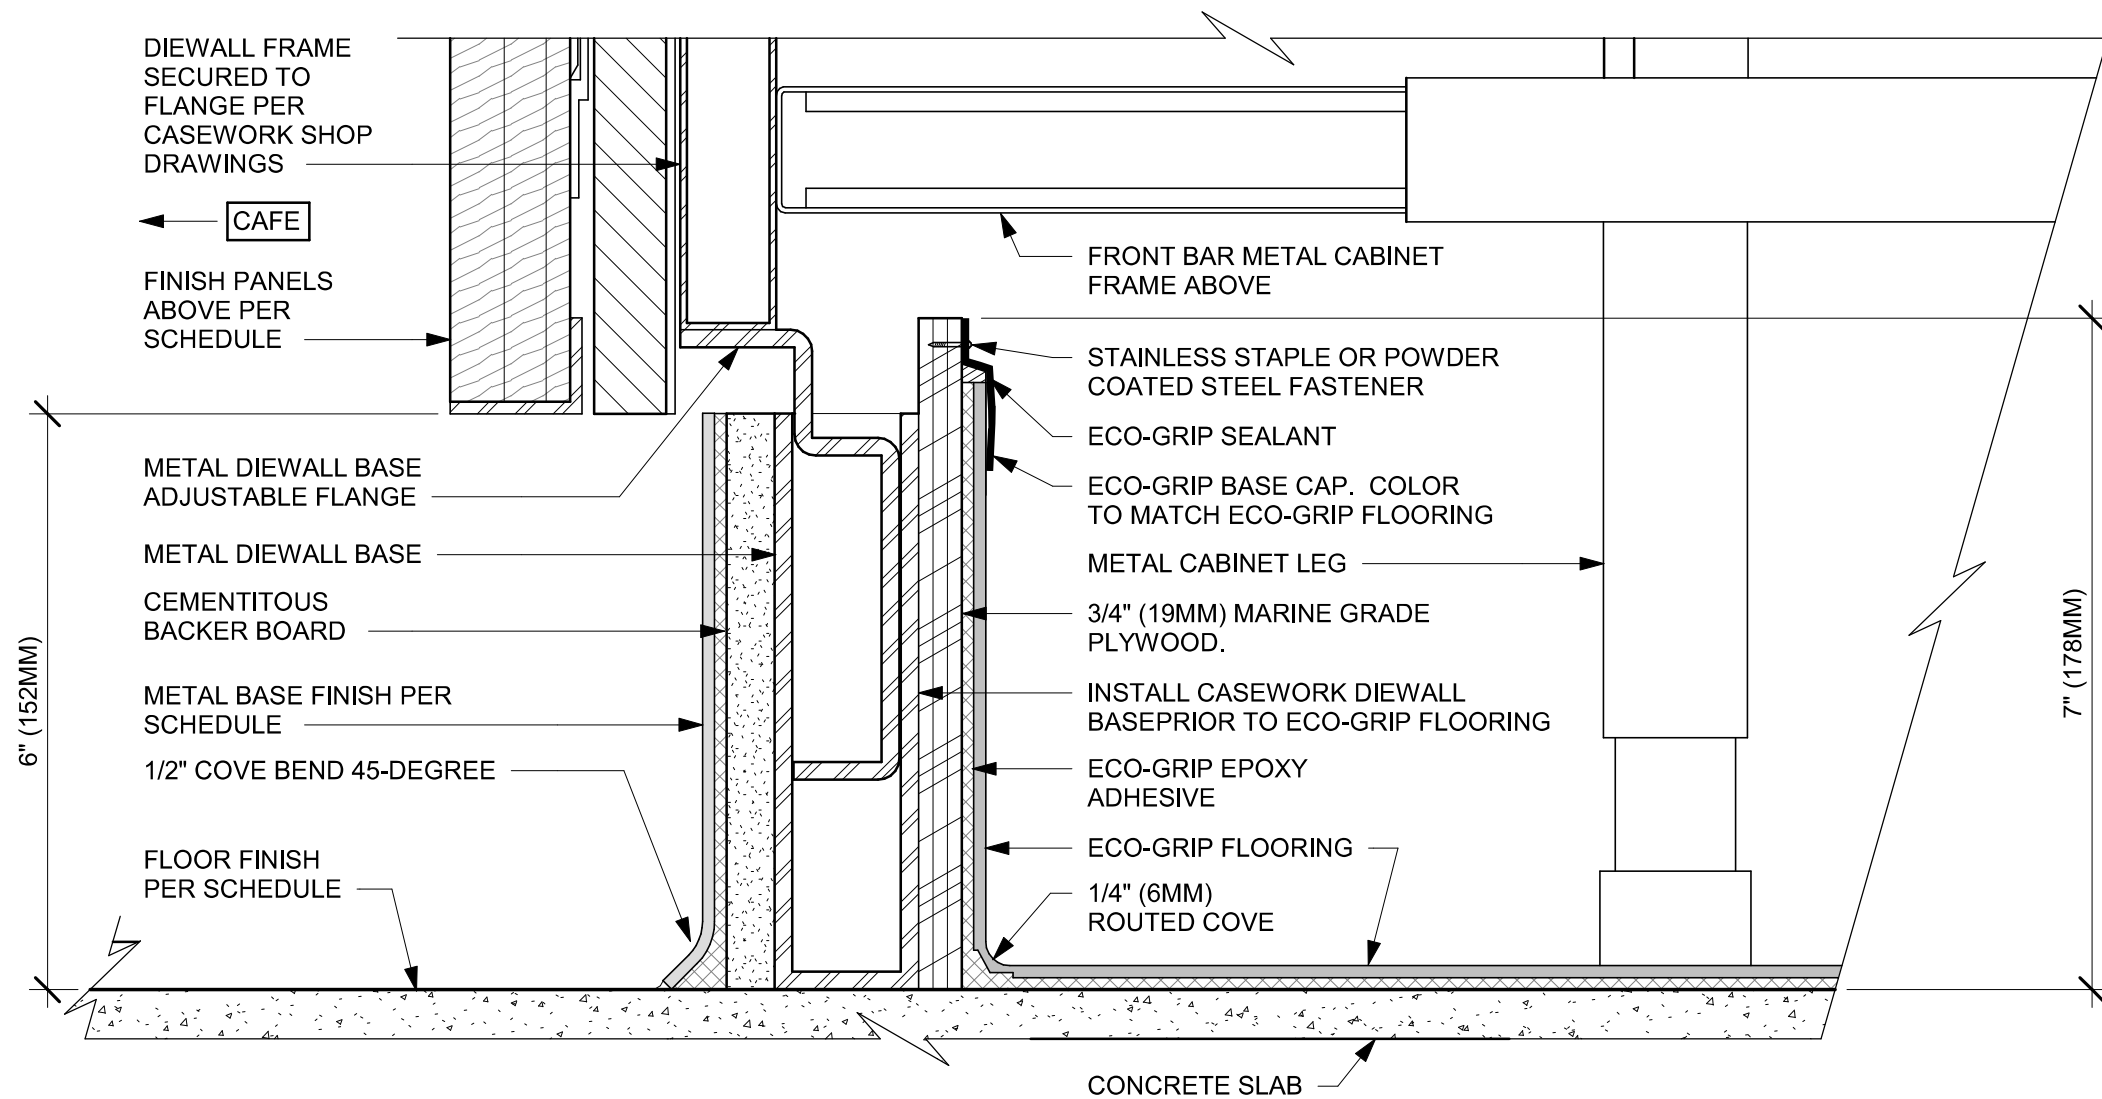 DIEWALL FRAME
SECURED TO
FLANGE PER
CASEWORK SHOP
DRAWINGS
CAFE
FINISH PANELS
ABOVE PER
SCHEDULE
METAL DIEWALL BASE
ADJUSTABLE FLANGE
METAL DIEWALL BASE
CEMENTITOUS
BACKER BOARD
METAL BASE FINISH PER
SCHEDULE
1/2" COVE BEND 45-DEGREE
FLOOR FINISH
PER SCHEDULE
6" (152MM)
FRONT BAR METAL CABINET
FRAME ABOVE
STAINLESS STAPLE OR POWDER
COATED STEEL FASTENER
ECO-GRIP SEALANT
ECO-GRIP BASE CAP.  COLOR
TO MATCH ECO-GRIP FLOORING
METAL CABINET LEG
3/4" (19MM) MARINE GRADE
PLYWOOD.
INSTALL CASEWORK DIEWALL
BASEPRIOR TO ECO-GRIP FLOORING
ECO-GRIP EPOXY
ADHESIVE
ECO-GRIP FLOORING
1/4" (6MM)
ROUTED COVE
CONCRETE SLAB
7" (178MM)